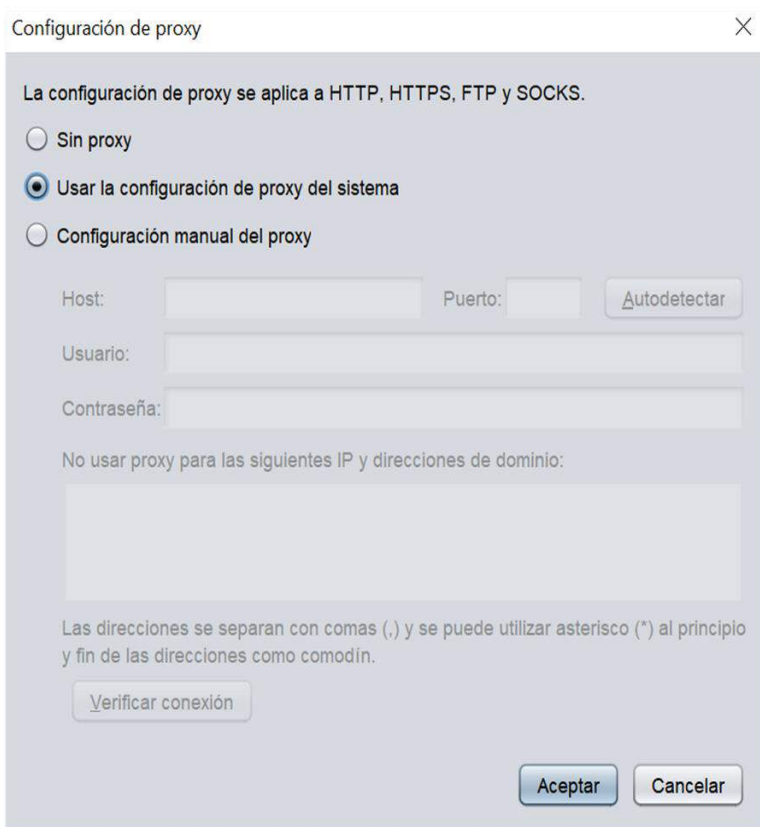 Configuración de proxy
La configuración de proxy se aplica a HTTP, HTTPS, FTP y SOCKS.
Sin proxy
Usar la configuración de proxy del sistema
Configuración manual del proxy
Host: Puerto: Autodetectar
Usuario:
Contraseña:
No usar proxy para las siguientes IP y direcciones de dominio:
Las direcciones se separan con comas (,) y se puede utilizar asterisco (*) al principio
y fin de las direcciones como comodín.
Verificar conexión
Aceptar Cancelar